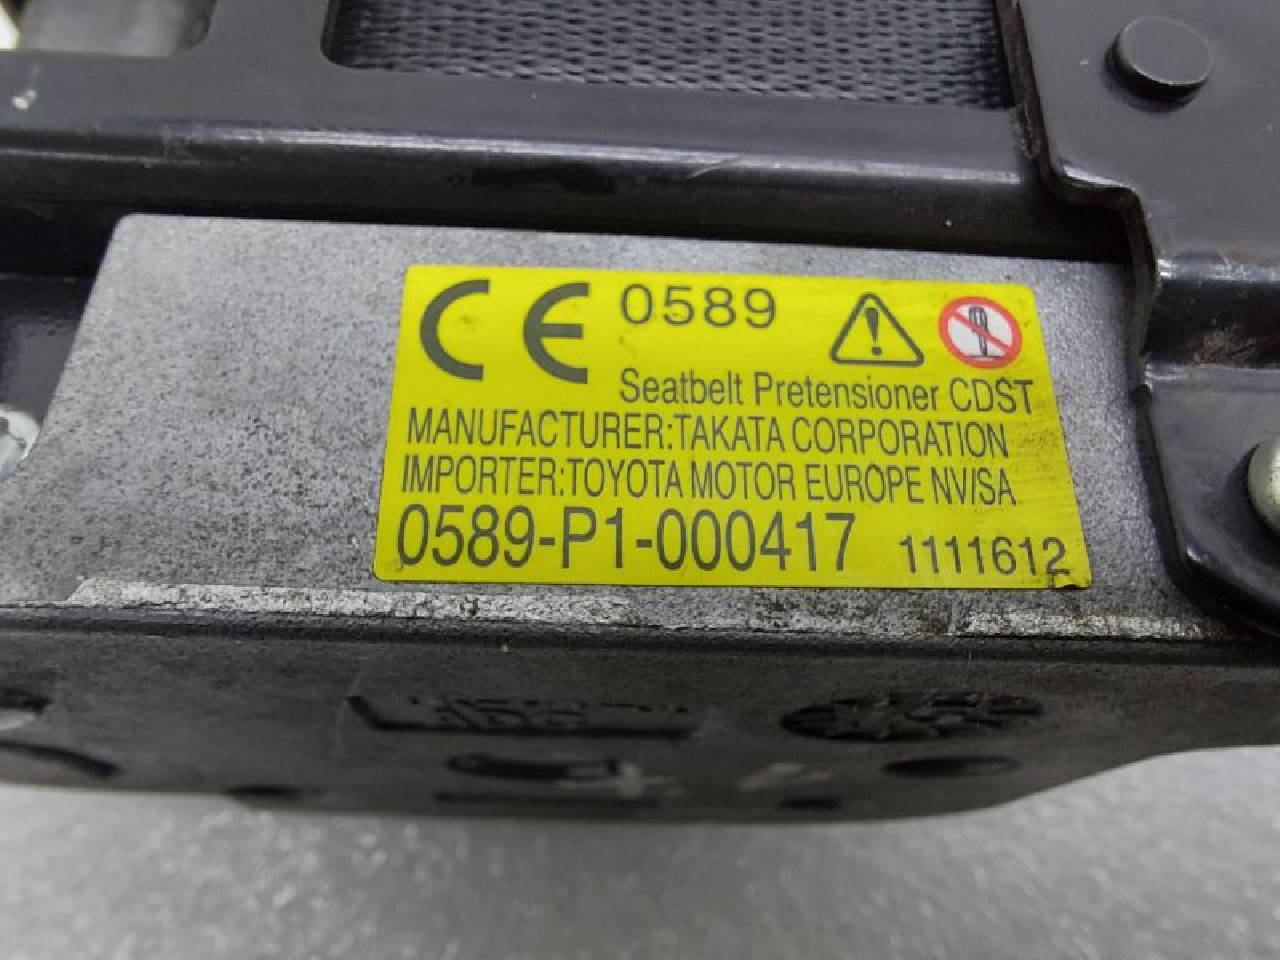 CE 0589
Seatbelt Pretensioner CDST
MANUFACTURER:TAKATA CORPORATION
IMPORTER:TOYOTA MOTOR EUROPE NV/SA
0589-P1-000417 1111612